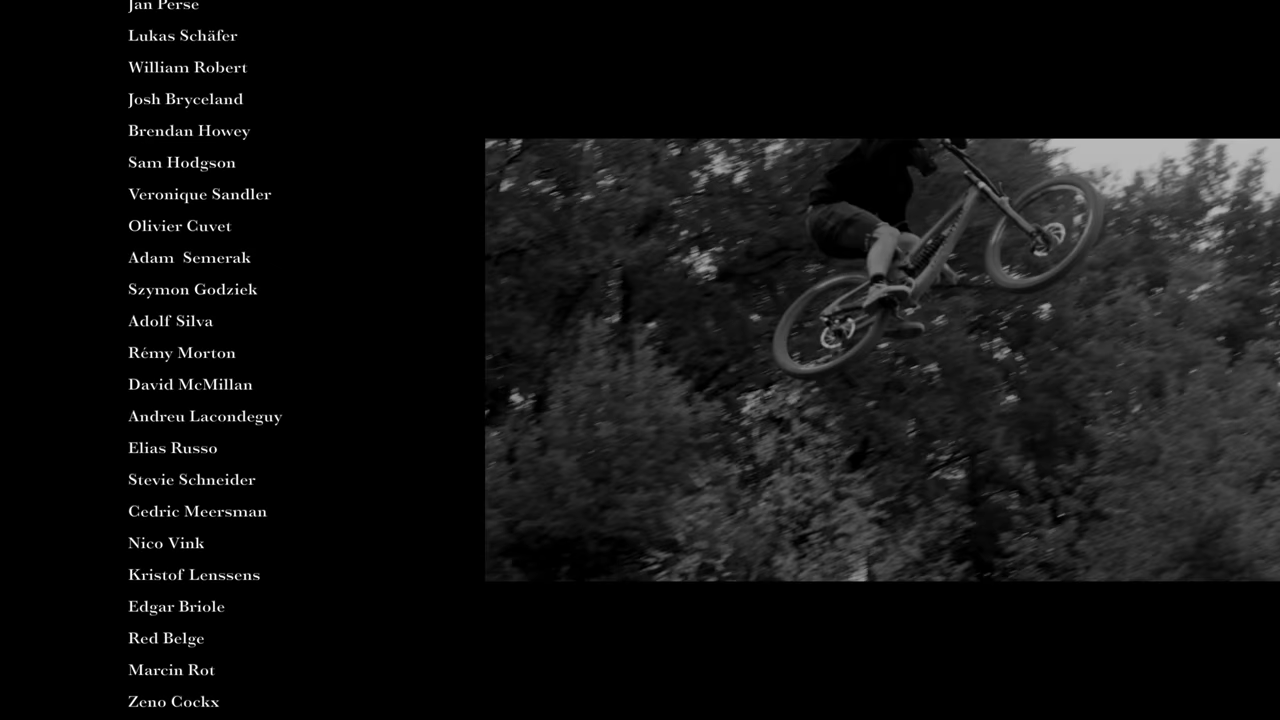 Jan Perse
Lukas Schäfer
William Robert
Josh Bryceland
Brendan Howey
Sam Hodgson
Veronique Sandler
Olivier Cuvet
Adam  Semerak
Szymon Godziek
Adolf Silva
Rémy Morton
David McMillan
Andreu Lacondeguy
Elias Russo
Stevie Schneider
Cedric Meersman
Nico Vink
Kristof Lenssens
Edgar Briole
Red Belge
Marcin Rot
Zeno Cockx